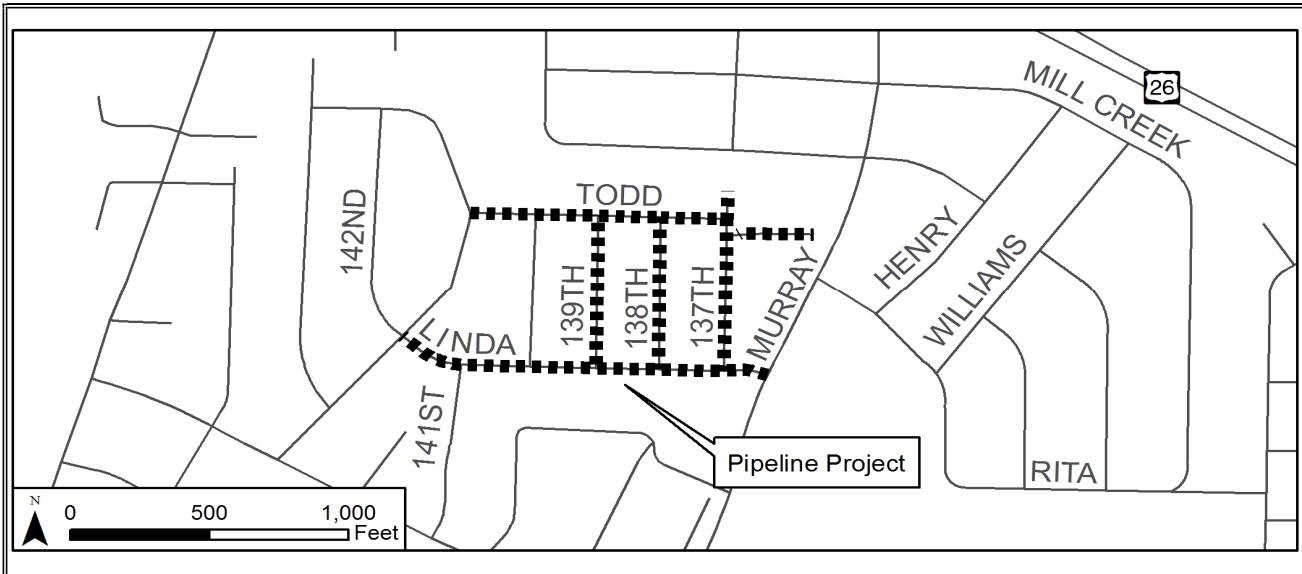 MILL CREEK
26
TODD
142ND
HENRY
WILLIAMS
139TH
138TH
137TH
MURRAY
LINDA
141ST
Pipeline Project
RITA
N
0 500 1,000
Feet